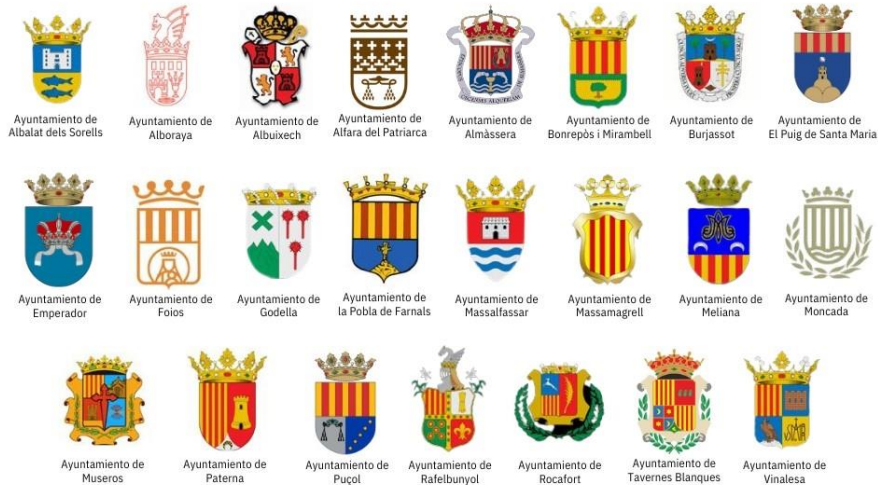 Ayuntamiento de
Albalat dels Sorells
Ayuntamiento de
Alboraya
Ayuntamiento de
Albuixech
Ayuntamiento de
Alfara del Patriarca
Ayuntamiento de
Almàssera
Ayuntamiento de
Bonrepòs i Mirambell
Ayuntamiento de
Burjassot
Ayuntamiento de
El Puig de Santa Maria
Ayuntamiento de
Emperador
Ayuntamiento de
Foios
Ayuntamiento de
Godella
Ayuntamiento de
la Pobla de Farnals
Ayuntamiento de
Massalfassar
Ayuntamiento de
Massamagrell
Ayuntamiento de
Meliana
Ayuntamiento de
Moncada
Ayuntamiento de
Museros
Ayuntamiento de
Paterna
Ayuntamiento de
Puçol
Ayuntamiento de
Rafelbunyol
Ayuntamiento de
Rocafort
Ayuntamiento de
Tavernes Blanques
Ayuntamiento de
Vinalesa